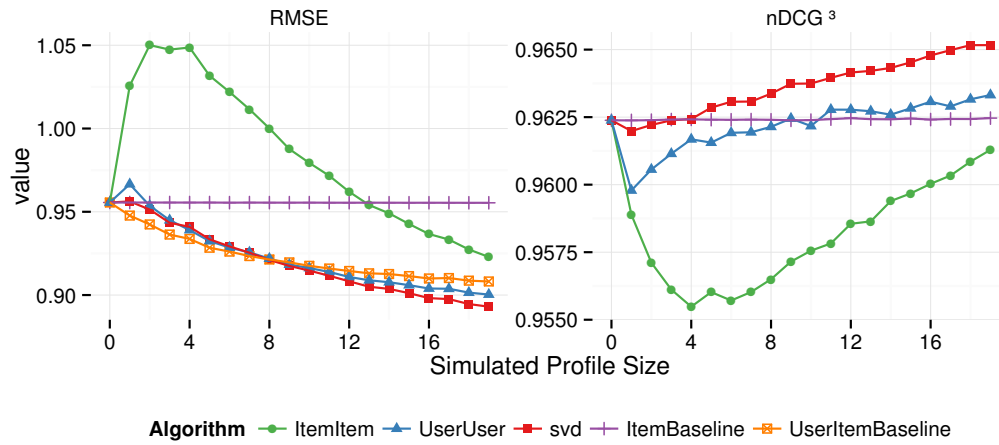 RMSE
nDCG ³
1.05
1.00
0.95
0.90
value
0.9650
0.9625
0.9600
0.9575
0.9550
0 4 8 12 16
0 4 8 12 16
Simulated Profile Size
Algorithm ItemItem UserUser svd ItemBaseline UserItemBaseline